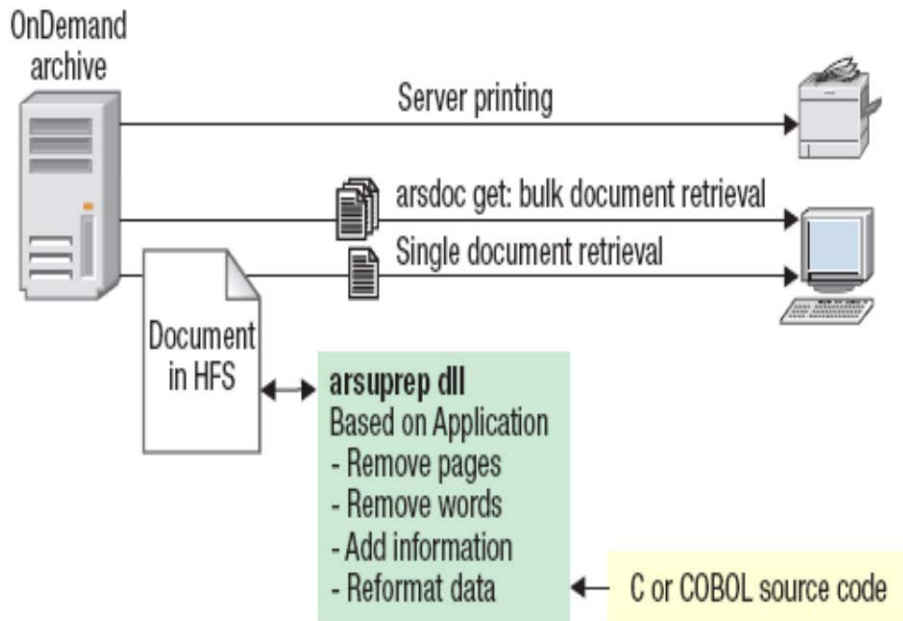 OnDemand
archive
Server printing
arsdoc get: bulk document retrieval
Single document retrieval
Document
in HFS
arsuprep dll
Based on Application
- Remove pages
- Remove words
- Add information
- Reformat data
C or COBOL source code